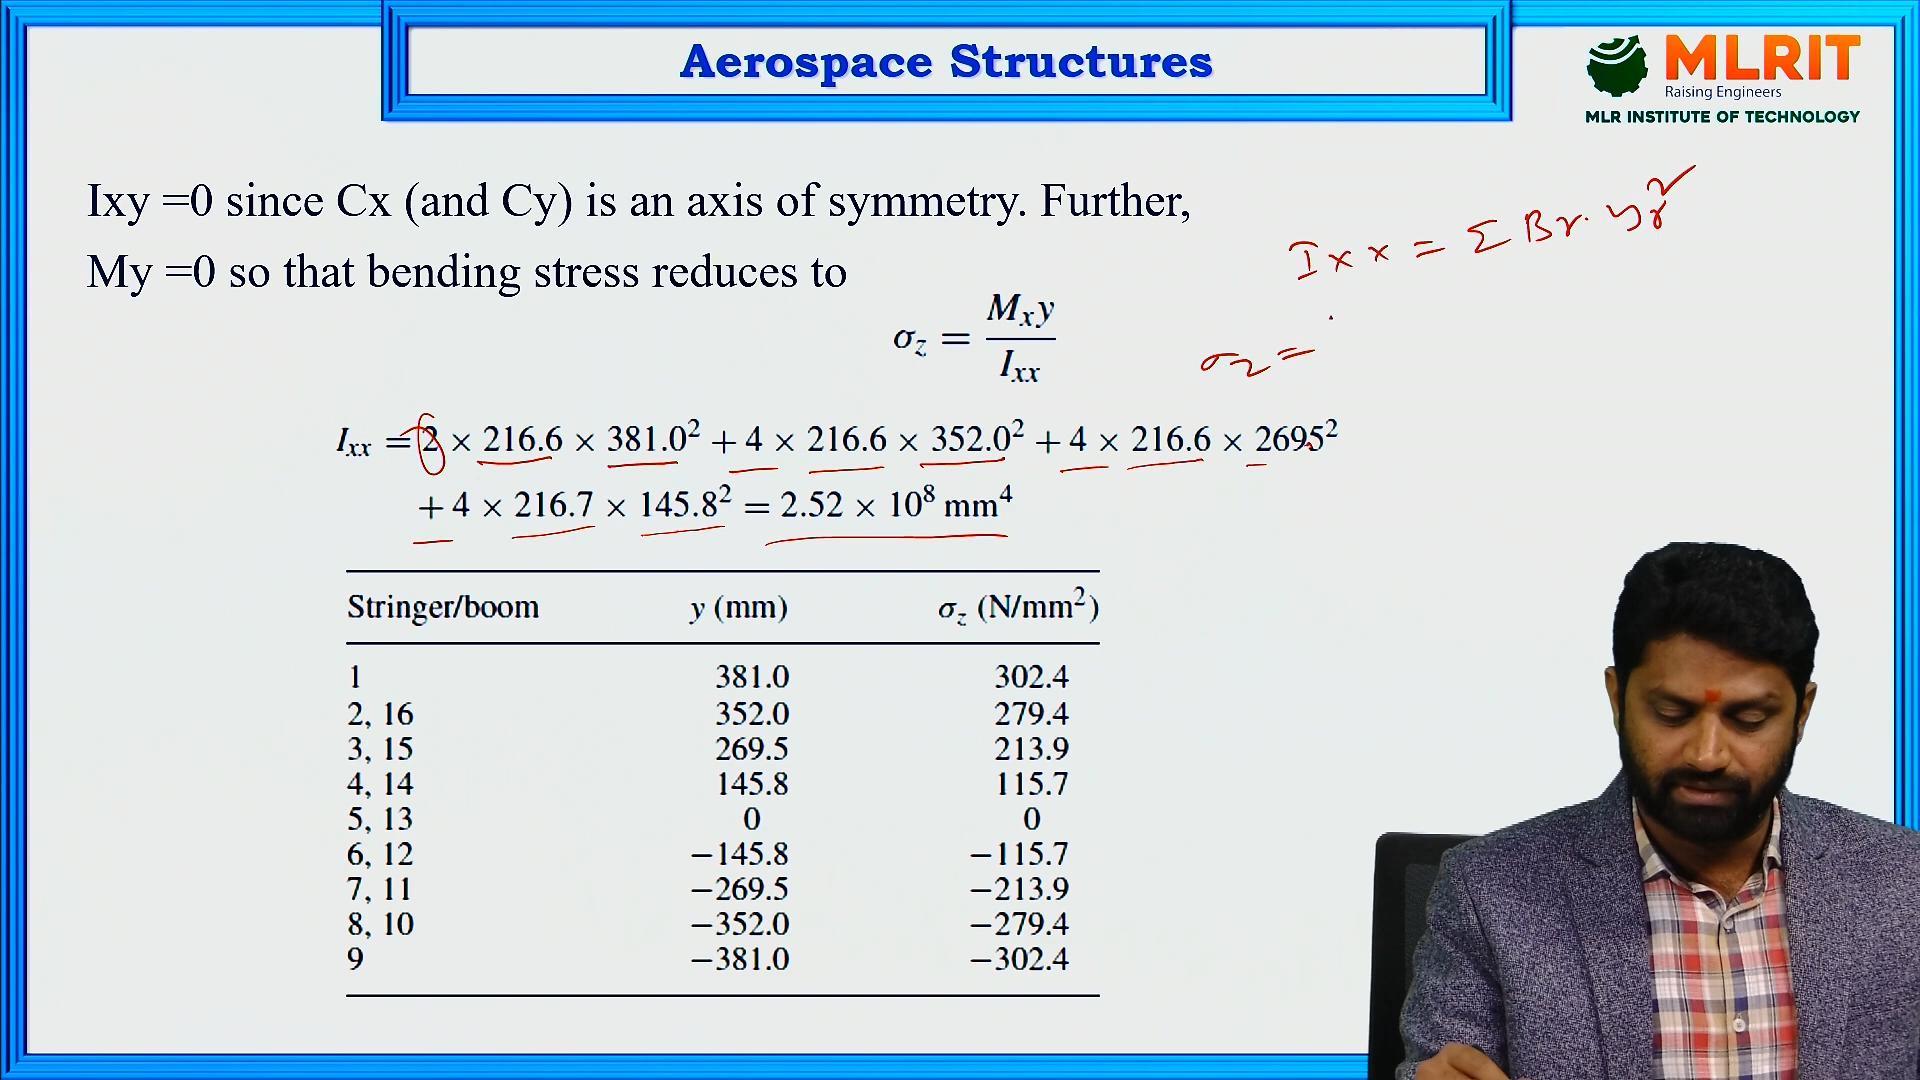 Aerospace Structures
MLRIT
Raising Engineers
MLR INSTITUTE OF TECHNOLOGY
Ixy =0 since Cx (and Cy) is an axis of symmetry. Further,
My =0 so that bending stress reduces to
Ixx = Σ Br. yr²
σz = Mxy / Ixx
σz =
Ixx = 2 × 216.6 × 381.0² + 4 × 216.6 × 352.0² + 4 × 216.6 × 2695²
+ 4 × 216.7 × 145.8² = 2.52 × 10⁸ mm⁴
Stringer/boom y (mm) σz (N/mm²)
1 381.0 302.4
2, 16 352.0 279.4
3, 15 269.5 213.9
4, 14 145.8 115.7
5, 13 0 0
6, 12 −145.8 −115.7
7, 11 −269.5 −213.9
8, 10 −352.0 −279.4
9 −381.0 −302.4